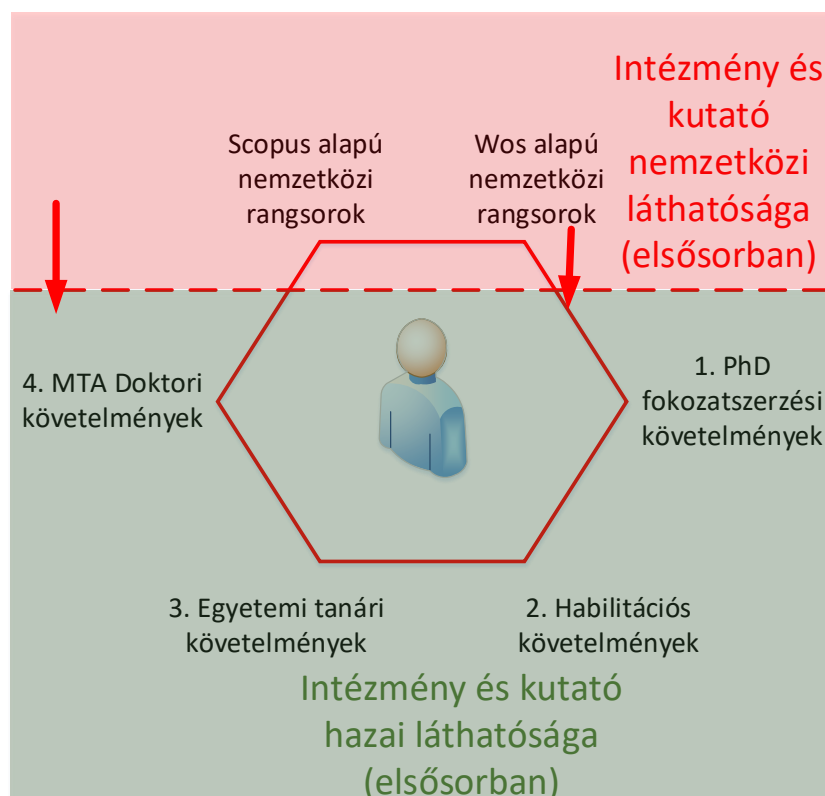 Intézmény és
kutató
nemzetközi
láthatósága
(elsősorban)
Scopus alapú
nemzetközi
rangsorok
Wos alapú
nemzetközi
rangsorok
4. MTA Doktori
követelmények
1. PhD
fokozatszerzési
követelmények
3. Egyetemi tanári
követelmények
2. Habilitációs
követelmények
Intézmény és kutató
hazai láthatósága
(elsősorban)